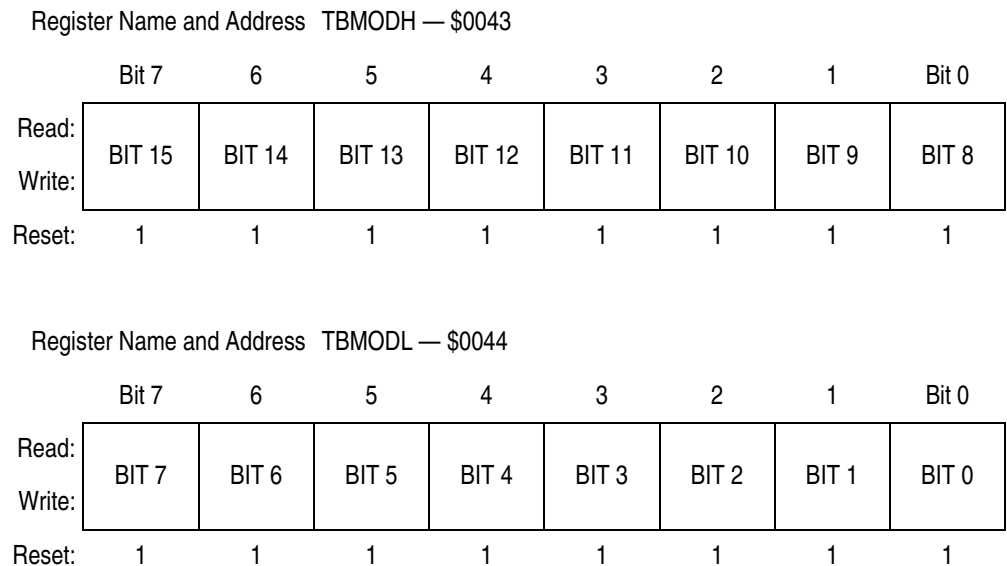 Register Name and Address TBMODH — $0043
Bit 7 6 5 4 3 2 1 Bit 0
Read:
BIT 15 BIT 14 BIT 13 BIT 12 BIT 11 BIT 10 BIT 9 BIT 8
Write:
Reset: 1 1 1 1 1 1 1 1
Register Name and Address TBMODL — $0044
Bit 7 6 5 4 3 2 1 Bit 0
Read:
BIT 7 BIT 6 BIT 5 BIT 4 BIT 3 BIT 2 BIT 1 BIT 0
Write:
Reset: 1 1 1 1 1 1 1 1